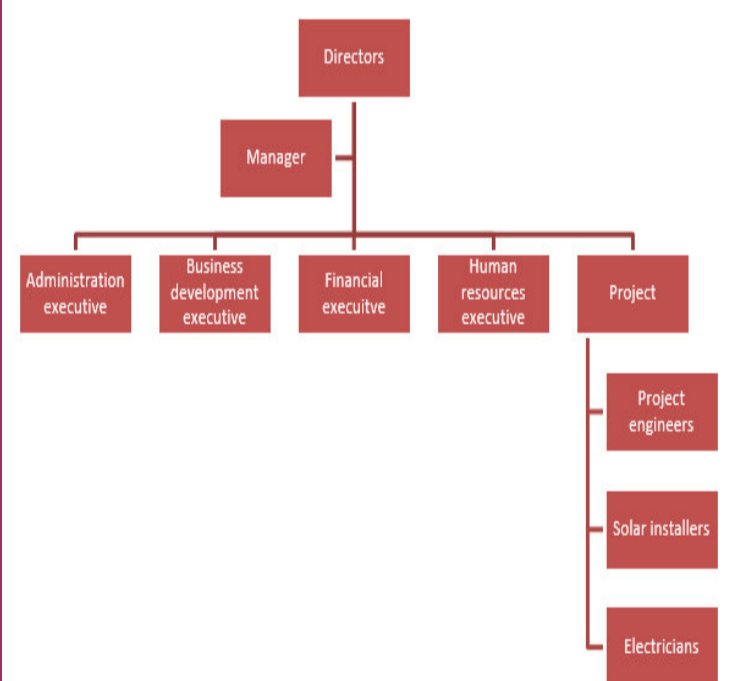 Directors
Manager
Administration
executive
Business
development
executive
Financial
execuitve
Human
resources
executive
Project
Project
engineers
Solar installers
Electricians